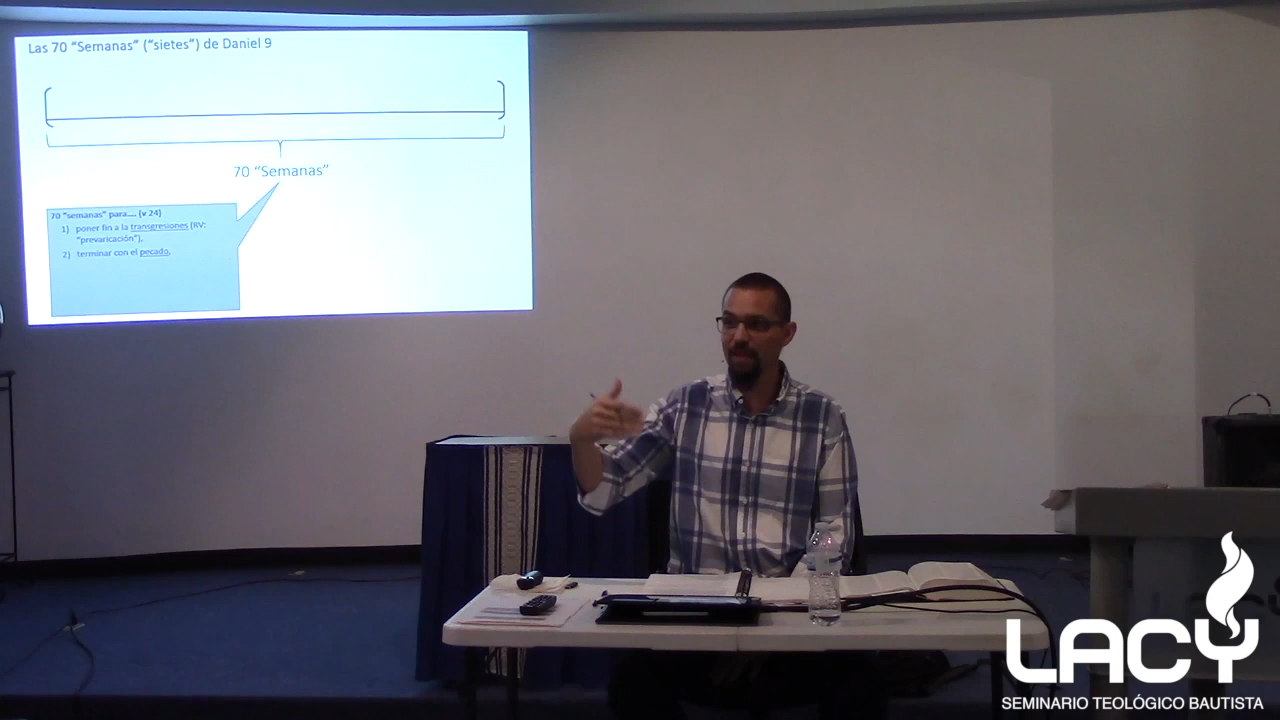 Las 70 “Semanas” (“sietes”) de Daniel 9
70 “Semanas”
70 “semanas” para.... (v 24)
1) poner fin a la transgresiones (RV:
“prevaricación”),
2) terminar con el pecado,
LACY
SEMINARIO TEOLÓGICO BAUTISTA